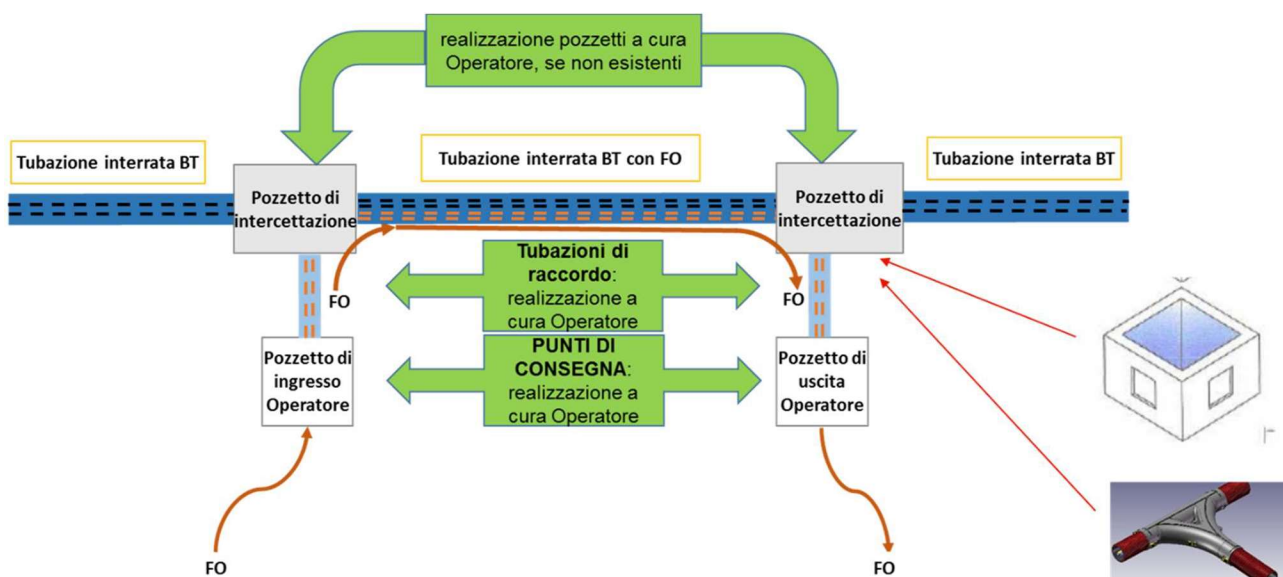 realizzazione pozzetti a cura
Operatore, se non esistenti
Tubazione interrata BT
Tubazione interrata BT con FO
Tubazione interrata BT
Pozzetto di
intercettazione
Pozzetto di
intercettazione
Tubazioni di
raccordo:
realizzazione a
cura Operatore
FO
FO
PUNTI DI
CONSEGNA:
realizzazione a
cura Operatore
Pozzetto di
ingresso
Operatore
Pozzetto di
uscita
Operatore
FO
FO